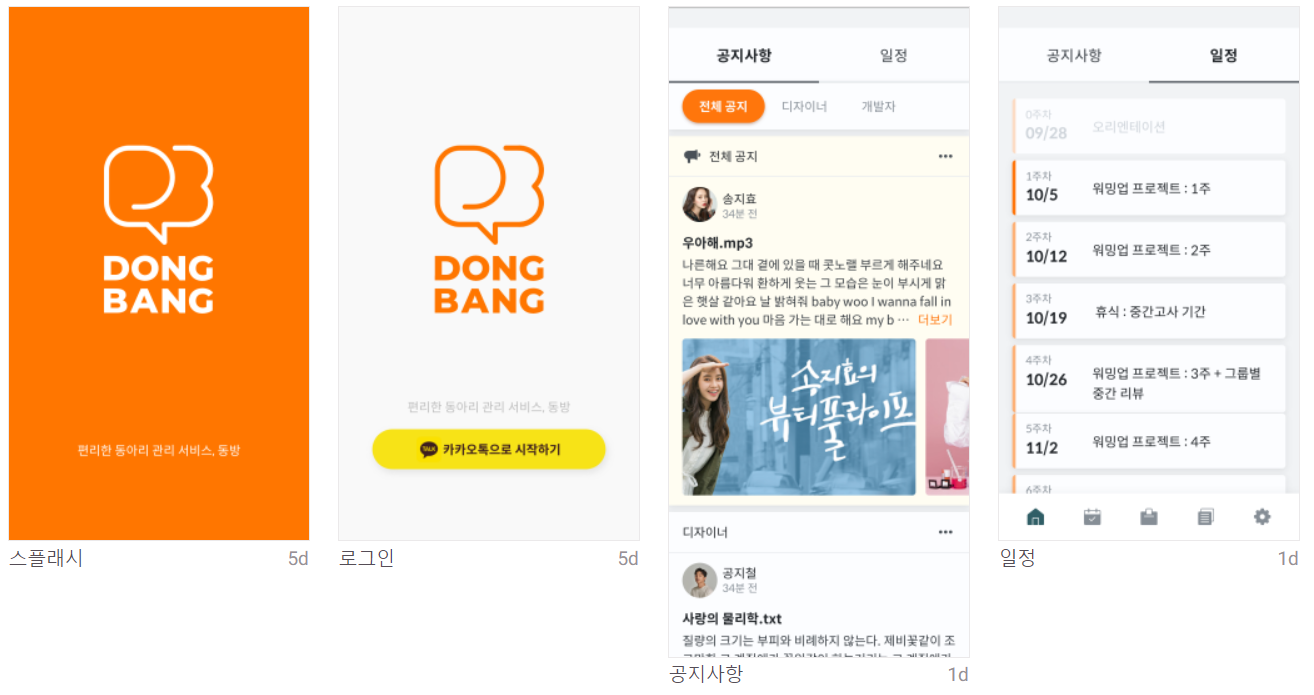 DONG
BANG
편리한 동아리 관리 서비스, 동방
스플래시 5d
DONG
BANG
편리한 동아리 관리 서비스, 동방
TALK 카카오톡으로 시작하기
로그인 5d
공지사항 일정
전체 공지 디자이너 개발자
전체 공지
송지효
34분 전
우아해.mp3
나른해요 그대 곁에 있을 때 콧노랠 부르게 해주네요
너무 아름다워 환하게 웃는 그 모습은 눈이 부시게 맑
은 햇살 같아요 날 밝혀줘 baby woo I wanna fall in
love with you 마음 가는 대로 해요 my b ··· 더보기
송지효의
뷰티풀라이프
디자이너
공지철
34분 전
사랑의 물리학.txt
질량의 크기는 부피와 비례하지 않는다. 제비꽃같이 조
공지사항 1d
공지사항 일정
0주차
09/28 오리엔테이션
1주차
10/5 워밍업 프로젝트 : 1주
2주차
10/12 워밍업 프로젝트 : 2주
3주차
10/19 휴식 : 중간고사 기간
4주차
10/26 워밍업 프로젝트 : 3주 + 그룹별
중간 리뷰
5주차
11/2 워밍업 프로젝트 : 4주
6주차
일정 1d